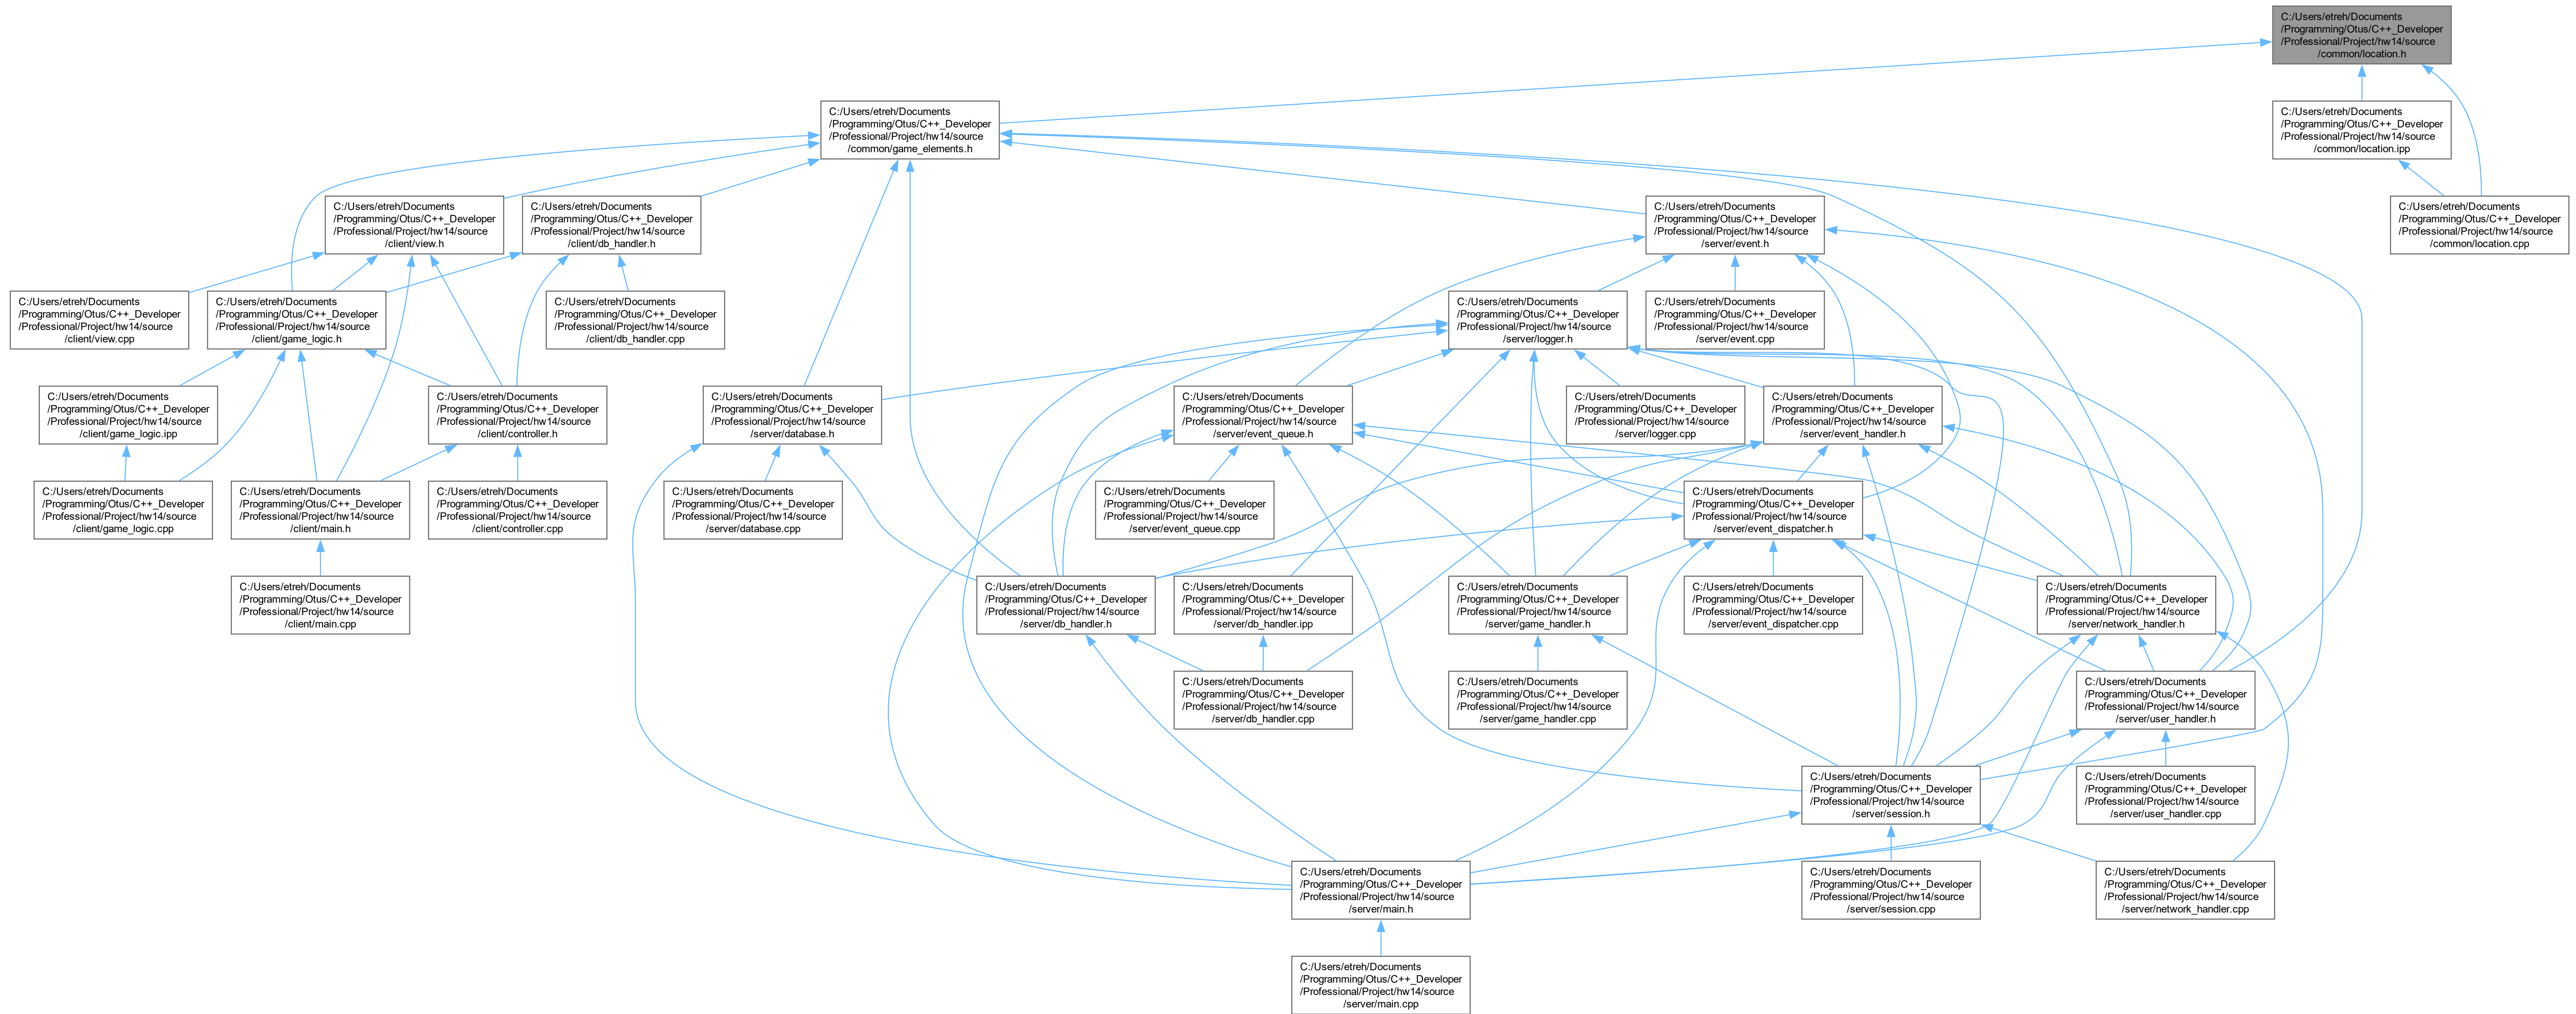 C:/Users/etreh/Documents
/Programming/Otus/C++_Developer
/Professional/Project/hw14/source
/common/location.h
C:/Users/etreh/Documents
/Programming/Otus/C++_Developer
/Professional/Project/hw14/source
/common/game_elements.h
C:/Users/etreh/Documents
/Programming/Otus/C++_Developer
/Professional/Project/hw14/source
/common/location.ipp
C:/Users/etreh/Documents
/Programming/Otus/C++_Developer
/Professional/Project/hw14/source
/client/view.h
C:/Users/etreh/Documents
/Programming/Otus/C++_Developer
/Professional/Project/hw14/source
/client/db_handler.h
C:/Users/etreh/Documents
/Programming/Otus/C++_Developer
/Professional/Project/hw14/source
/server/event.h
C:/Users/etreh/Documents
/Programming/Otus/C++_Developer
/Professional/Project/hw14/source
/common/location.cpp
C:/Users/etreh/Documents
/Programming/Otus/C++_Developer
/Professional/Project/hw14/source
/client/view.cpp
C:/Users/etreh/Documents
/Programming/Otus/C++_Developer
/Professional/Project/hw14/source
/client/game_logic.h
C:/Users/etreh/Documents
/Programming/Otus/C++_Developer
/Professional/Project/hw14/source
/client/db_handler.cpp
C:/Users/etreh/Documents
/Programming/Otus/C++_Developer
/Professional/Project/hw14/source
/server/logger.h
C:/Users/etreh/Documents
/Programming/Otus/C++_Developer
/Professional/Project/hw14/source
/server/event.cpp
C:/Users/etreh/Documents
/Programming/Otus/C++_Developer
/Professional/Project/hw14/source
/client/game_logic.ipp
C:/Users/etreh/Documents
/Programming/Otus/C++_Developer
/Professional/Project/hw14/source
/client/controller.h
C:/Users/etreh/Documents
/Programming/Otus/C++_Developer
/Professional/Project/hw14/source
/server/database.h
C:/Users/etreh/Documents
/Programming/Otus/C++_Developer
/Professional/Project/hw14/source
/server/event_queue.h
C:/Users/etreh/Documents
/Programming/Otus/C++_Developer
/Professional/Project/hw14/source
/server/logger.cpp
C:/Users/etreh/Documents
/Programming/Otus/C++_Developer
/Professional/Project/hw14/source
/server/event_handler.h
C:/Users/etreh/Documents
/Programming/Otus/C++_Developer
/Professional/Project/hw14/source
/client/game_logic.cpp
C:/Users/etreh/Documents
/Programming/Otus/C++_Developer
/Professional/Project/hw14/source
/client/main.h
C:/Users/etreh/Documents
/Programming/Otus/C++_Developer
/Professional/Project/hw14/source
/client/controller.cpp
C:/Users/etreh/Documents
/Programming/Otus/C++_Developer
/Professional/Project/hw14/source
/server/database.cpp
C:/Users/etreh/Documents
/Programming/Otus/C++_Developer
/Professional/Project/hw14/source
/server/event_queue.cpp
C:/Users/etreh/Documents
/Programming/Otus/C++_Developer
/Professional/Project/hw14/source
/server/event_dispatcher.h
C:/Users/etreh/Documents
/Programming/Otus/C++_Developer
/Professional/Project/hw14/source
/client/main.cpp
C:/Users/etreh/Documents
/Programming/Otus/C++_Developer
/Professional/Project/hw14/source
/server/db_handler.h
C:/Users/etreh/Documents
/Programming/Otus/C++_Developer
/Professional/Project/hw14/source
/server/db_handler.ipp
C:/Users/etreh/Documents
/Programming/Otus/C++_Developer
/Professional/Project/hw14/source
/server/game_handler.h
C:/Users/etreh/Documents
/Programming/Otus/C++_Developer
/Professional/Project/hw14/source
/server/event_dispatcher.cpp
C:/Users/etreh/Documents
/Programming/Otus/C++_Developer
/Professional/Project/hw14/source
/server/network_handler.h
C:/Users/etreh/Documents
/Programming/Otus/C++_Developer
/Professional/Project/hw14/source
/server/db_handler.cpp
C:/Users/etreh/Documents
/Programming/Otus/C++_Developer
/Professional/Project/hw14/source
/server/game_handler.cpp
C:/Users/etreh/Documents
/Programming/Otus/C++_Developer
/Professional/Project/hw14/source
/server/user_handler.h
C:/Users/etreh/Documents
/Programming/Otus/C++_Developer
/Professional/Project/hw14/source
/server/session.h
C:/Users/etreh/Documents
/Programming/Otus/C++_Developer
/Professional/Project/hw14/source
/server/user_handler.cpp
C:/Users/etreh/Documents
/Programming/Otus/C++_Developer
/Professional/Project/hw14/source
/server/main.h
C:/Users/etreh/Documents
/Programming/Otus/C++_Developer
/Professional/Project/hw14/source
/server/session.cpp
C:/Users/etreh/Documents
/Programming/Otus/C++_Developer
/Professional/Project/hw14/source
/server/network_handler.cpp
C:/Users/etreh/Documents
/Programming/Otus/C++_Developer
/Professional/Project/hw14/source
/server/main.cpp